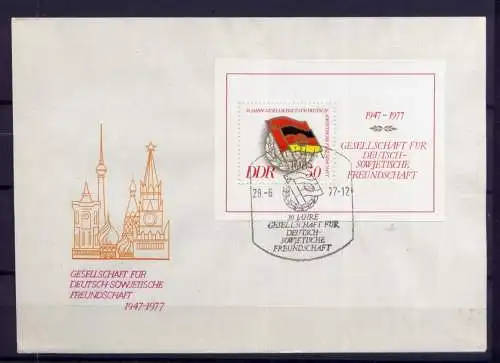 1947-1977
GESELLSCHAFT FÜR
DEUTSCH-
SOWJETISCHE
FREUNDSCHAFT
DDR 50
29.-6 77-12
30 JAHRE
GESELLSCHAFT FÜR
DEUTSCH-
SOWJETISCHE
FREUNDSCHAFT
GESELLSCHAFT FÜR
DEUTSCH-SOWJETISCHE
FREUNDSCHAFT
1947-1977